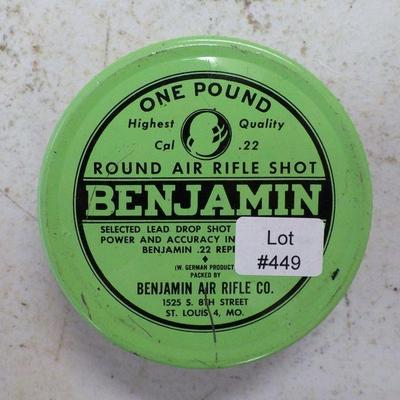 ONE POUND
Highest Quality
Cal .22
ROUND AIR RIFLE SHOT
BENJAMIN
SELECTED LEAD DROP SHOT
POWER AND ACCURACY IN
BENJAMIN .22
(W. GERMAN PRODUCT
PACKED BY
BENJAMIN AIR RIFLE CO.
1525 S. 8TH STREET
ST. LOUIS 4, MO.
Lot
#449